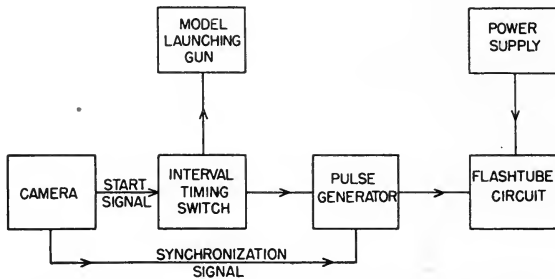 MODEL
LAUNCHING
GUN
POWER
SUPPLY
CAMERA
START
SIGNAL
INTERVAL
TIMING
SWITCH
PULSE
GENERATOR
FLASHTUBE
CIRCUIT
SYNCHRONIZATION
SIGNAL